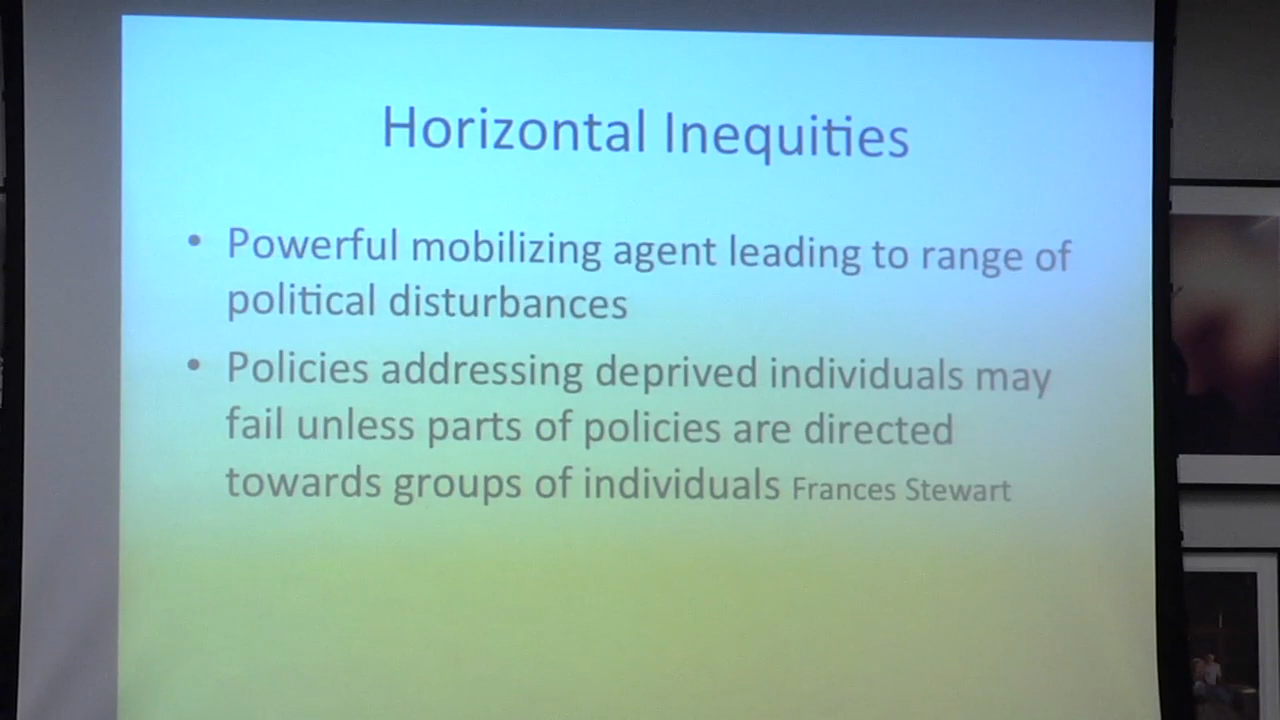 Horizontal Inequities
• Powerful mobilizing agent leading to range of
political disturbances
• Policies addressing deprived individuals may
fail unless parts of policies are directed
towards groups of individuals Frances Stewart